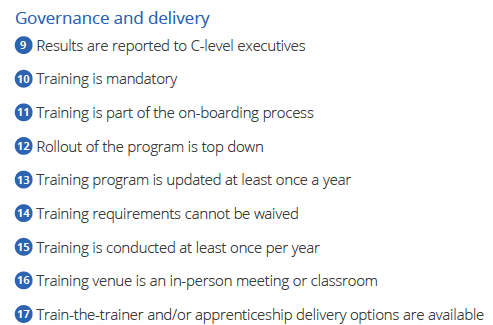 Governance and delivery
9 Results are reported to C-level executives
10 Training is mandatory
11 Training is part of the on-boarding process
12 Rollout of the program is top down
13 Training program is updated at least once a year
14 Training requirements cannot be waived
15 Training is conducted at least once per year
16 Training venue is an in-person meeting or classroom
17 Train-the-trainer and/or apprenticeship delivery options are available